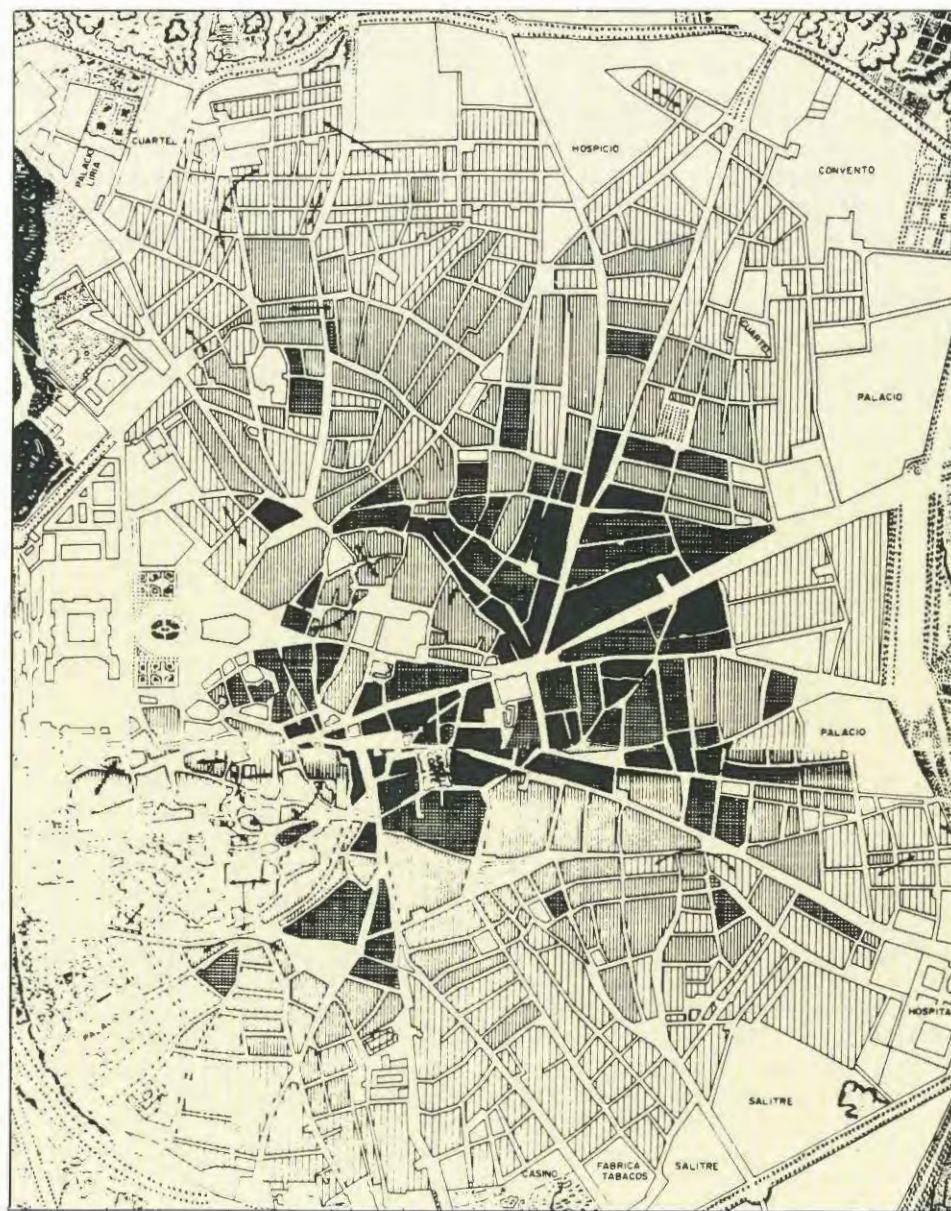 CUARTEL
PALACIO
LIRIA
HOSPICIO
CONVENTO
CUARTEL
PALACIO
PALACIO
HOSPITA
SALITRE
CASINO
FABRICA
TABACOS
SALITRE